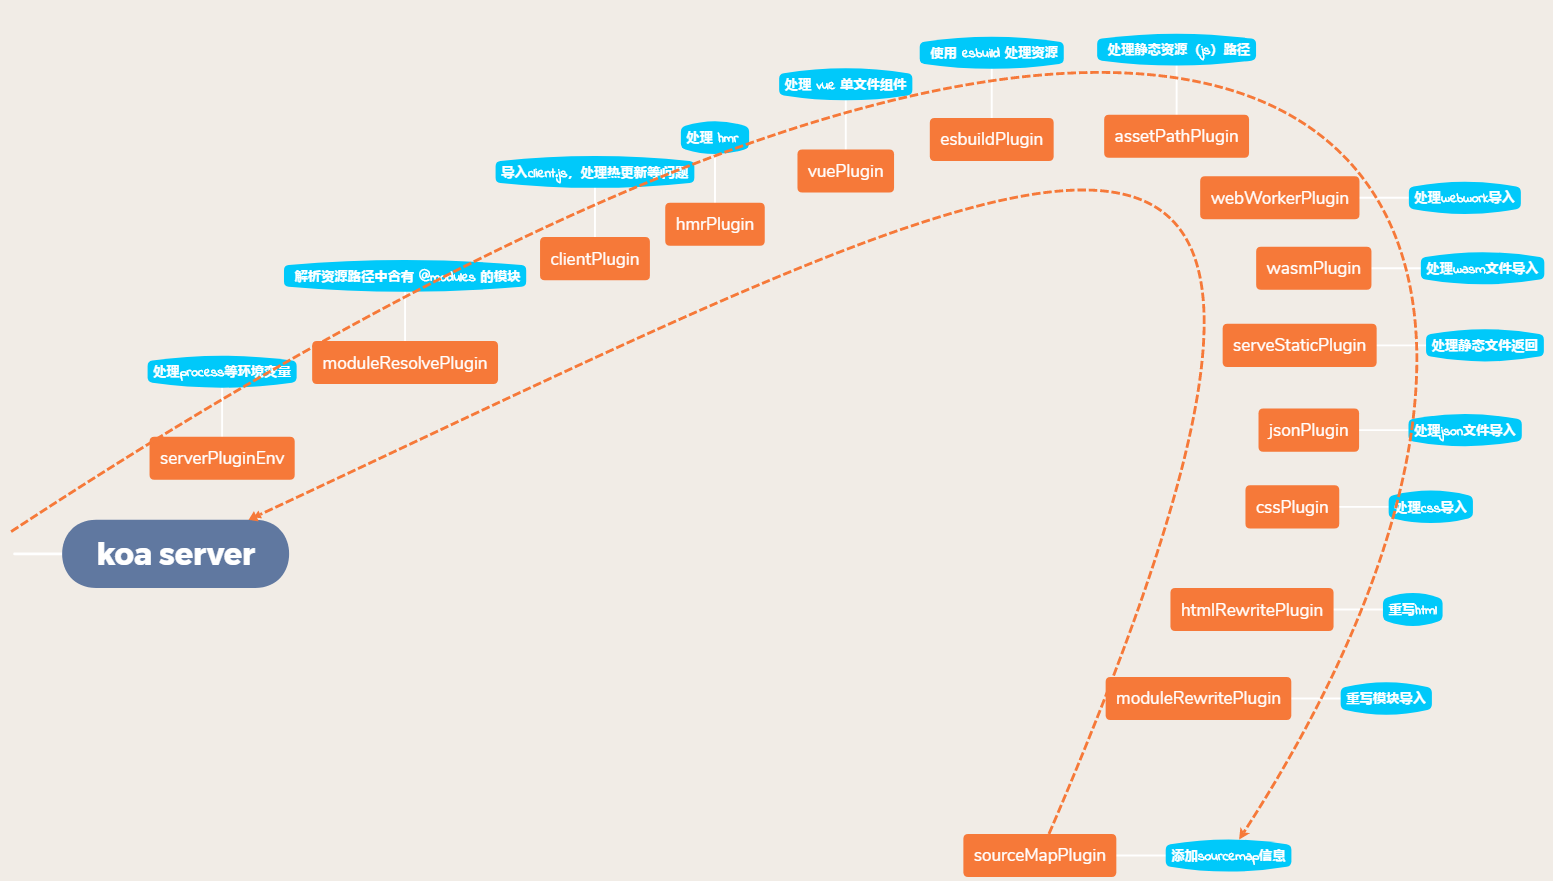 处理process等环境变量
serverPluginEnv
解析资源路径中含有 @modules 的模块
moduleResolvePlugin
导入client.js，处理热更新等问题
clientPlugin
处理 hmr
hmrPlugin
处理 vue 单文件组件
vuePlugin
使用 esbuild 处理资源
esbuildPlugin
处理静态资源（js）路径
assetPathPlugin
webWorkerPlugin
处理webwork导入
wasmPlugin
处理wasm文件导入
serveStaticPlugin
处理静态文件返回
jsonPlugin
处理json文件导入
cssPlugin
处理css导入
htmlRewritePlugin
重写html
moduleRewritePlugin
重写模块导入
sourceMapPlugin
添加sourcemap信息
koa server